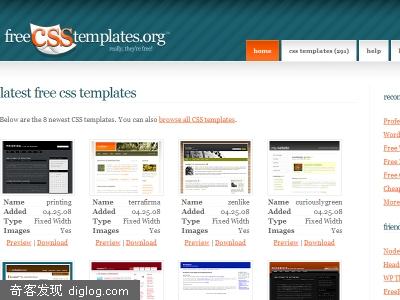 freeCSStemplates.org
really, they're free!
home
css templates (291)
help
latest free css templates
Below are the 8 newest CSS templates. You can also browse all CSS templates.
Name printing
Added 04.25.08
Type Fixed Width
Images Yes
Preview | Download
Name terrafirma
Added 04.25.08
Type Fixed Width
Images Yes
Preview | Download
Name zenlike
Added 04.25.08
Type Fixed Width
Images Yes
Preview | Download
Name curiouslygreen
Added 04.25.08
Type Fixed Width
Images Yes
Preview | Download
recon
Profe
Word
Free
Free
Free
Cheap
More
friend
Node
Head
WP Th
Free
奇客发现 diglog.com